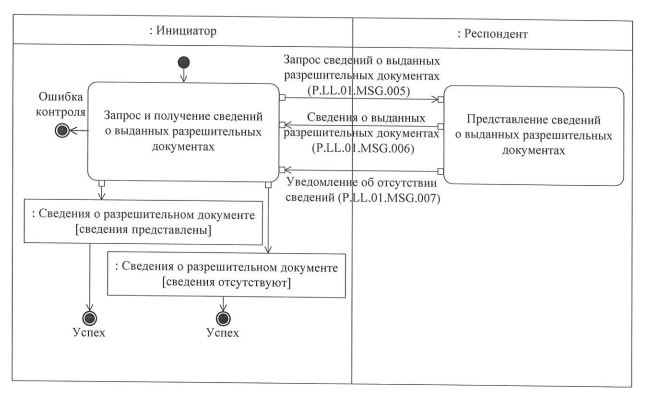 : Инициатор
: Респондент
Запрос сведений о выданных
разрешительных документах
(P.LL.01.MSG.005)
Ошибка
контроля
Запрос и получение сведений
о выданных разрешительных
документах
Сведения о выданных
разрешительных документах
(P.LL.01.MSG.006)
Представление сведений
о выданных разрешительных
документах
Уведомление об отсутствии
сведений (P.LL.01.MSG.007)
: Сведения о разрешительном документе
[сведения представлены]
: Сведения о разрешительном документе
[сведения отсутствуют]
Успех
Успех